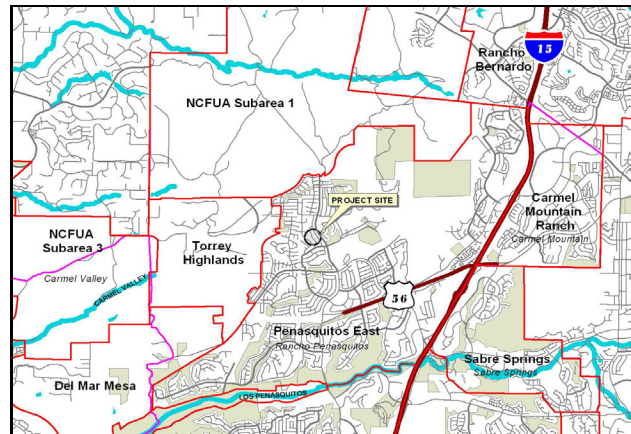 Rancho
Bernardo
15
NCFUA Subarea 1
PROJECT SITE
Carmel
Mountain
Ranch
Carmel Mountain
NCFUA
Subarea 3
Carmel Valley
Torrey
Highlands
CARMEL VALLEY
56
Penasquitos East
Rancho Penasquitos
Sabre Springs
Sabre Springs
Del Mar Mesa
LOS PENASQUITOS